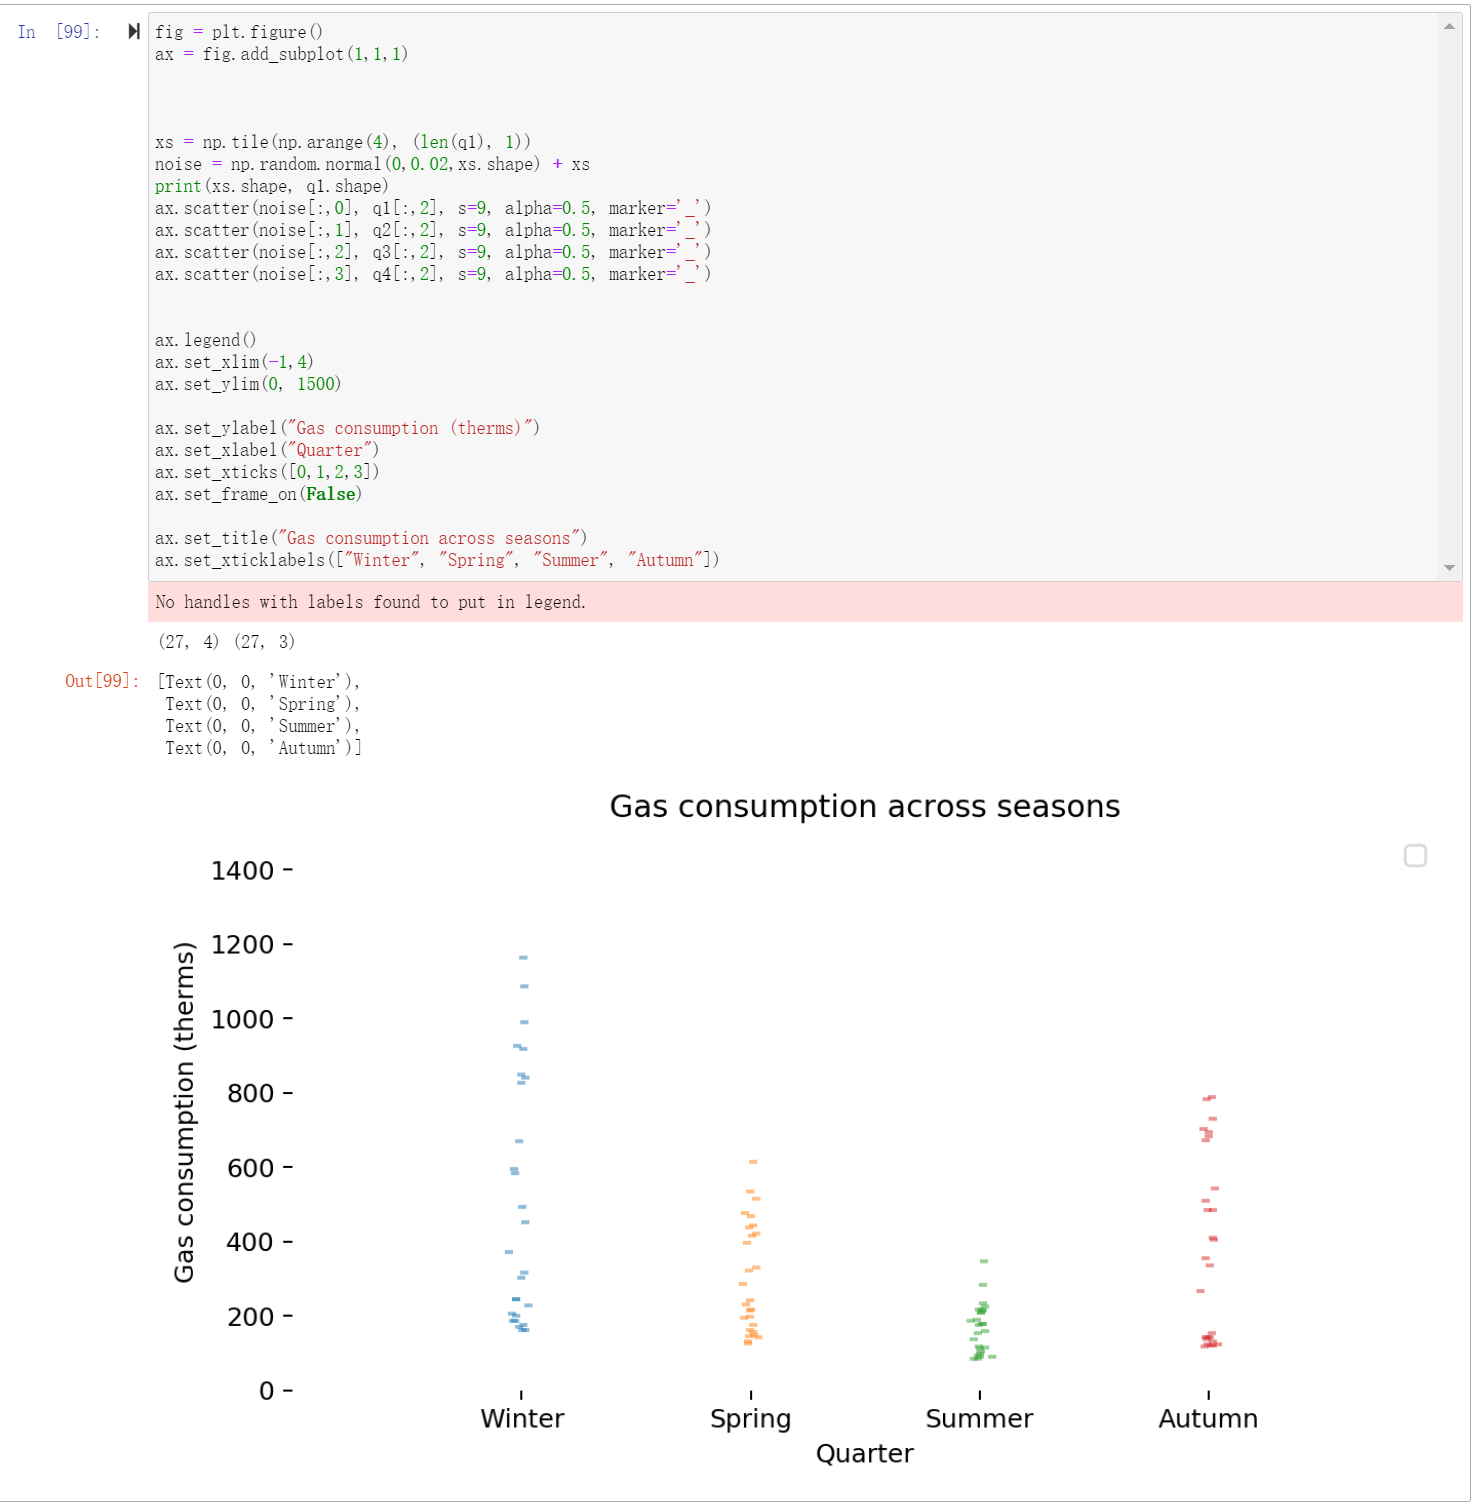 In [99]:
fig = plt.figure()
ax = fig.add_subplot(1,1,1)
xs = np.tile(np.arange(4), (len(q1), 1))
noise = np.random.normal(0,0.02,xs.shape) + xs
print(xs.shape, q1.shape)
ax.scatter(noise[:,0], q1[:,2], s=9, alpha=0.5, marker='_')
ax.scatter(noise[:,1], q2[:,2], s=9, alpha=0.5, marker='_')
ax.scatter(noise[:,2], q3[:,2], s=9, alpha=0.5, marker='_')
ax.scatter(noise[:,3], q4[:,2], s=9, alpha=0.5, marker='_')
ax.legend()
ax.set_xlim(-1,4)
ax.set_ylim(0, 1500)
ax.set_ylabel("Gas consumption (therms)")
ax.set_xlabel("Quarter")
ax.set_xticks([0,1,2,3])
ax.set_frame_on(False)
ax.set_title("Gas consumption across seasons")
ax.set_xticklabels(["Winter", "Spring", "Summer", "Autumn"])
No handles with labels found to put in legend.
(27, 4) (27, 3)
Out[99]:
[Text(0, 0, 'Winter'),
Text(0, 0, 'Spring'),
Text(0, 0, 'Summer'),
Text(0, 0, 'Autumn')]
Gas consumption across seasons
Gas consumption (therms)
1400
1200
1000
800
600
400
200
0
Winter Spring Summer Autumn
Quarter